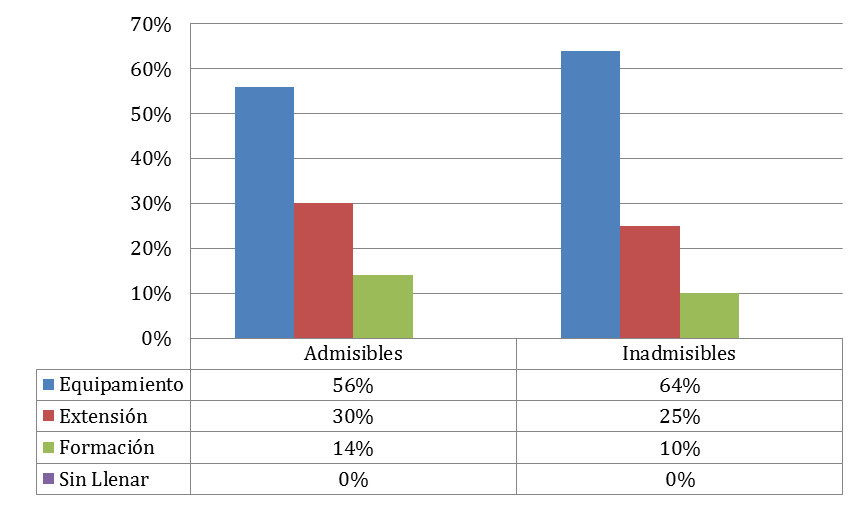 70%
60%
50%
40%
30%
20%
10%
0%
Admisibles Inadmisibles
Equipamiento 56% 64%
Extensión 30% 25%
Formación 14% 10%
Sin Llenar 0% 0%